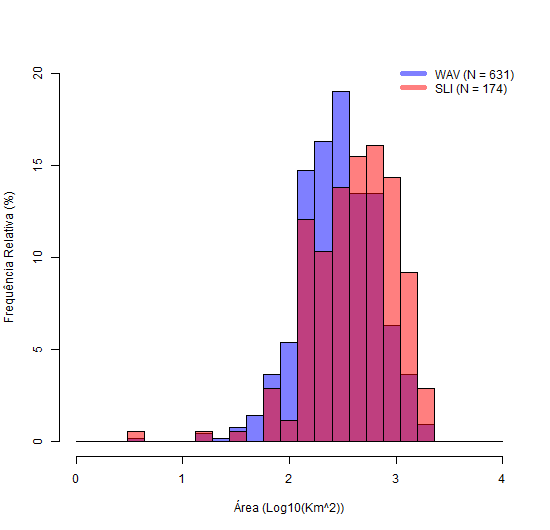 WAV (N = 631)
SLI (N = 174)
Frequência Relativa (%)
20
15
10
5
0
0 1 2 3 4
Área (Log10(Km^2))